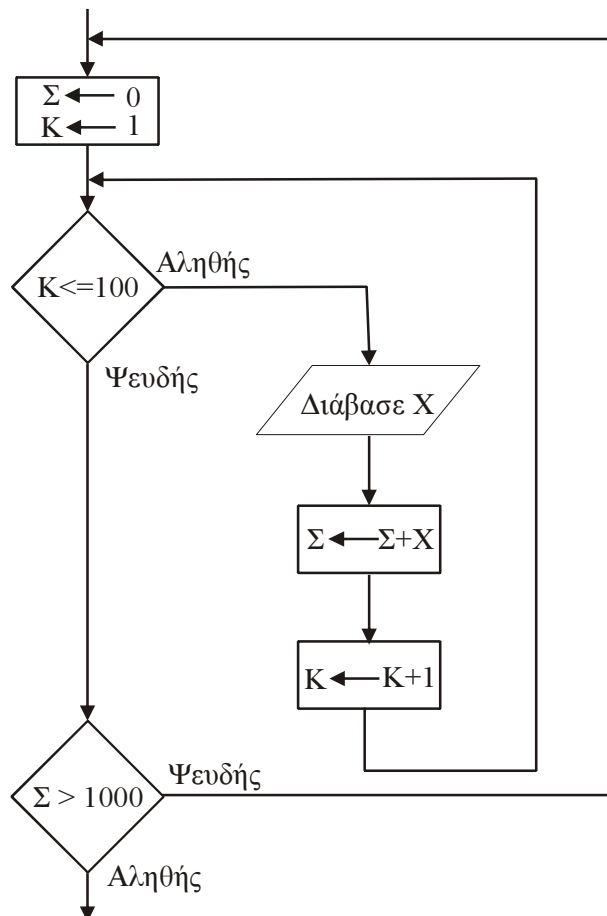 Σ ← 0
Κ ← 1
Κ<=100
Αληθής
Ψευδής
Διάβασε Χ
Σ ← Σ+Χ
Κ ← Κ+1
Σ > 1000
Ψευδής
Αληθής